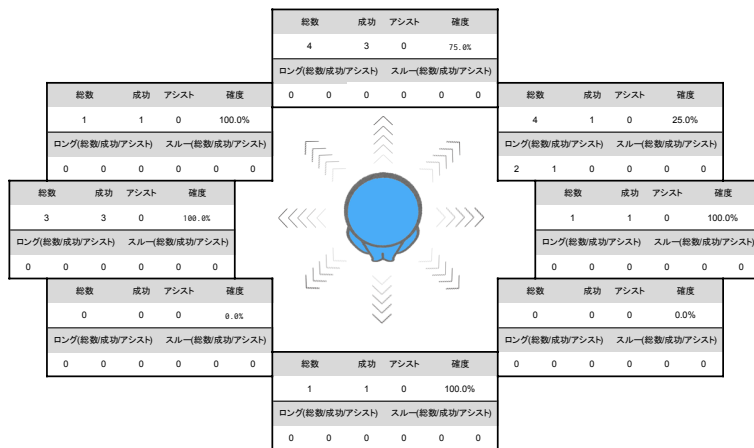 総数 成功 アシスト 確度
4 3 0 75.0%
ロング(総数/成功/アシスト) スルー(総数/成功/アシスト)
0 0 0 0 0 0
総数 成功 アシスト 確度
1 1 0 100.0%
ロング(総数/成功/アシスト) スルー(総数/成功/アシスト)
0 0 0 0 0 0
総数 成功 アシスト 確度
4 1 0 25.0%
ロング(総数/成功/アシスト) スルー(総数/成功/アシスト)
2 1 0 0 0 0
総数 成功 アシスト 確度
3 3 0 100.0%
ロング(総数/成功/アシスト) スルー(総数/成功/アシスト)
0 0 0 0 0 0
総数 成功 アシスト 確度
1 1 0 100.0%
ロング(総数/成功/アシスト) スルー(総数/成功/アシスト)
0 0 0 0 0 0
総数 成功 アシスト 確度
0 0 0 0.0%
ロング(総数/成功/アシスト) スルー(総数/成功/アシスト)
0 0 0 0 0 0
総数 成功 アシスト 確度
0 0 0 0.0%
ロング(総数/成功/アシスト) スルー(総数/成功/アシスト)
0 0 0 0 0 0
総数 成功 アシスト 確度
1 1 0 100.0%
ロング(総数/成功/アシスト) スルー(総数/成功/アシスト)
0 0 0 0 0 0